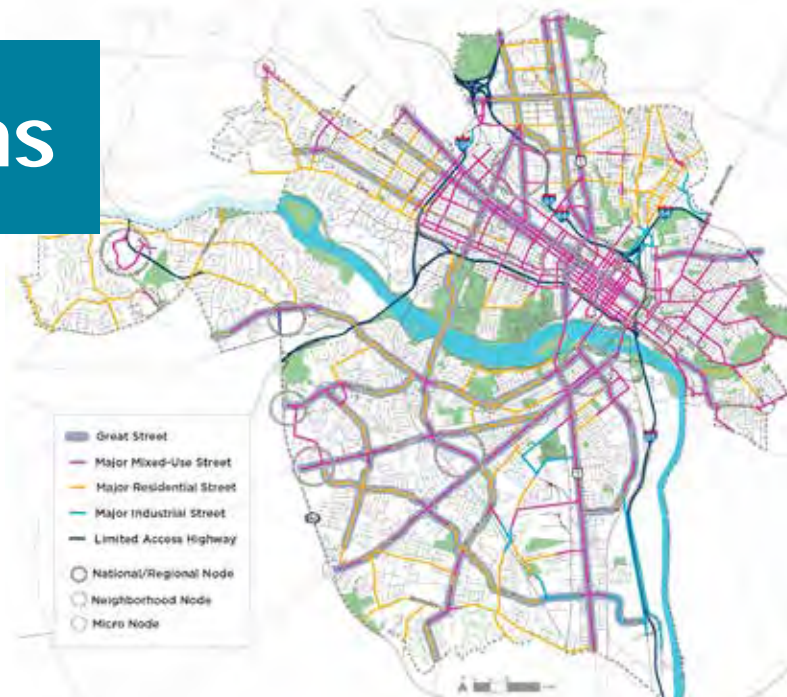 ns
Great Street
Major Mixed-Use Street
Major Residential Street
Major Industrial Street
Limited Access Highway
National/Regional Node
Neighborhood Node
Micro Node